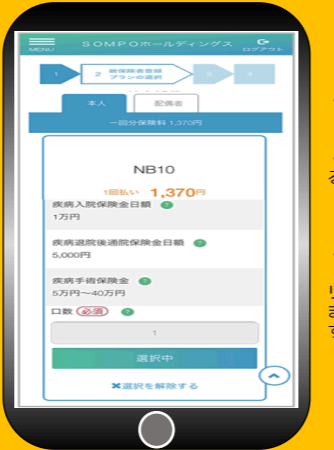 MENU
SOMPOホールディングス
ログアウト
1
2 被保険者登録
プランの選択
3
4
本人
配偶者
一回分保険料 1,370円
NB10
1回払い 1,370円
疾病入院保険金日額 ?
1万円
疾病退院後通院保険金日額 ?
5,000円
疾病手術保険金 ?
5万円～40万円
口数 必須 ?
1
選択中
✖選択を解除する